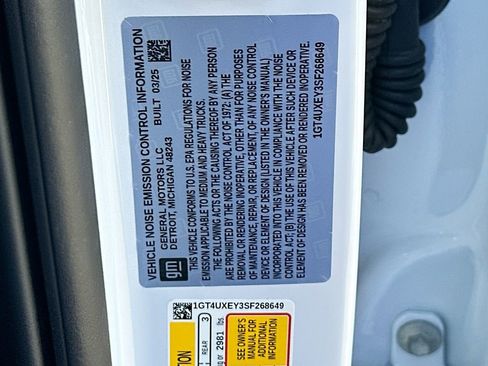 VEHICLE NOISE EMISSION CONTROL INFORMATION
gm
GENERAL MOTORS LLC
DETROIT, MICHIGAN 48243
BUILT 03/25
THIS VEHICLE CONFORMS TO U.S. EPA REGULATIONS FOR NOISE
EMISSION APPLICABLE TO MEDIUM AND HEAVY TRUCKS.
THE FOLLOWING ACTS OR THE CAUSING THEREOF BY ANY PERSON
ARE PROHIBITED BY THE NOISE CONTROL ACT OF 1972: (A) THE
REMOVAL OR RENDERING INOPERATIVE, OTHER THAN FOR PURPOSES
OF MAINTENANCE, REPAIR, OR REPLACEMENT, OF ANY NOISE CONTROL
DEVICE OR ELEMENT OF DESIGN (LISTED IN THE OWNER'S MANUAL)
INCORPORATED INTO THIS VEHICLE IN COMPLIANCE WITH THE NOISE
CONTROL ACT; (B) THE USE OF THIS VEHICLE AFTER SUCH DEVICE OR
ELEMENT OF DESIGN HAS BEEN REMOVED OR RENDERED INOPERATIVE.
1GT4UXEY3SF268649
1GT4UXEY3SF268649
REAR 3
or 2981 lbs.
SEE OWNER'S
MANUAL FOR
ADDITIONAL
INFORMATION